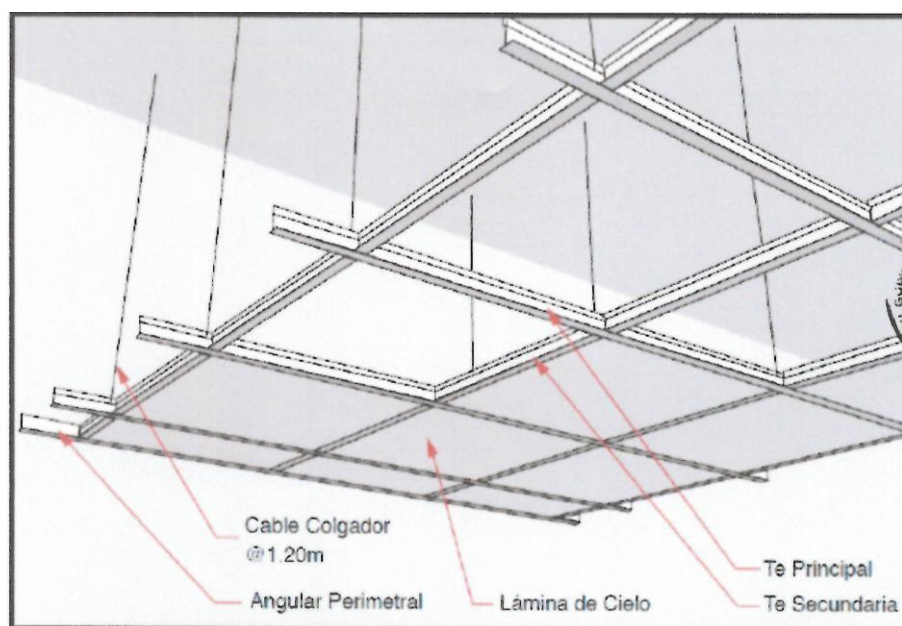 Cable Colgador
@1.20m
Angular Perimetral
Lámina de Cielo
Te Principal
Te Secundaria